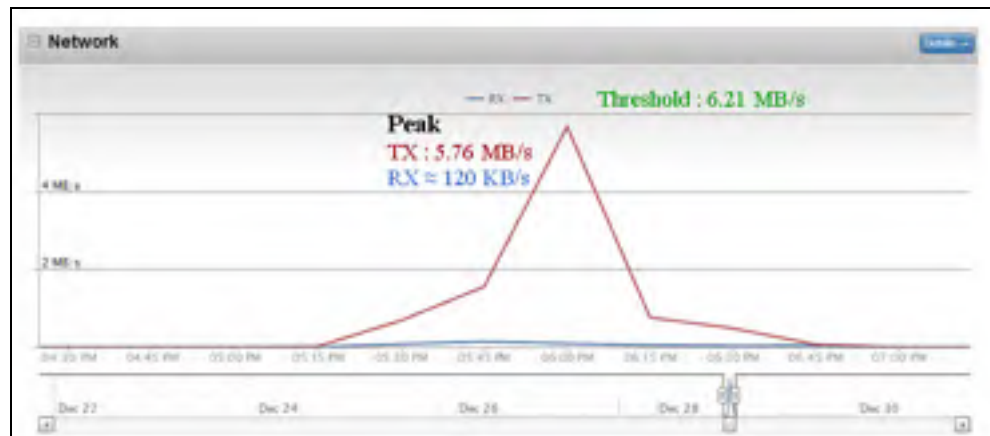 Network
RX TX Threshold : 6.21 MB/s
Peak
TX : 5.76 MB/s
RX ≈ 120 KB/s
4 MB/s
2 MB/s
04:30 PM 04:45 PM 05:00 PM 05:15 PM 05:30 PM 05:45 PM 06:00 PM 06:15 PM 06:30 PM 06:45 PM 07:00 PM
Dec 22 Dec 24 Dec 26 Dec 28 Dec 30